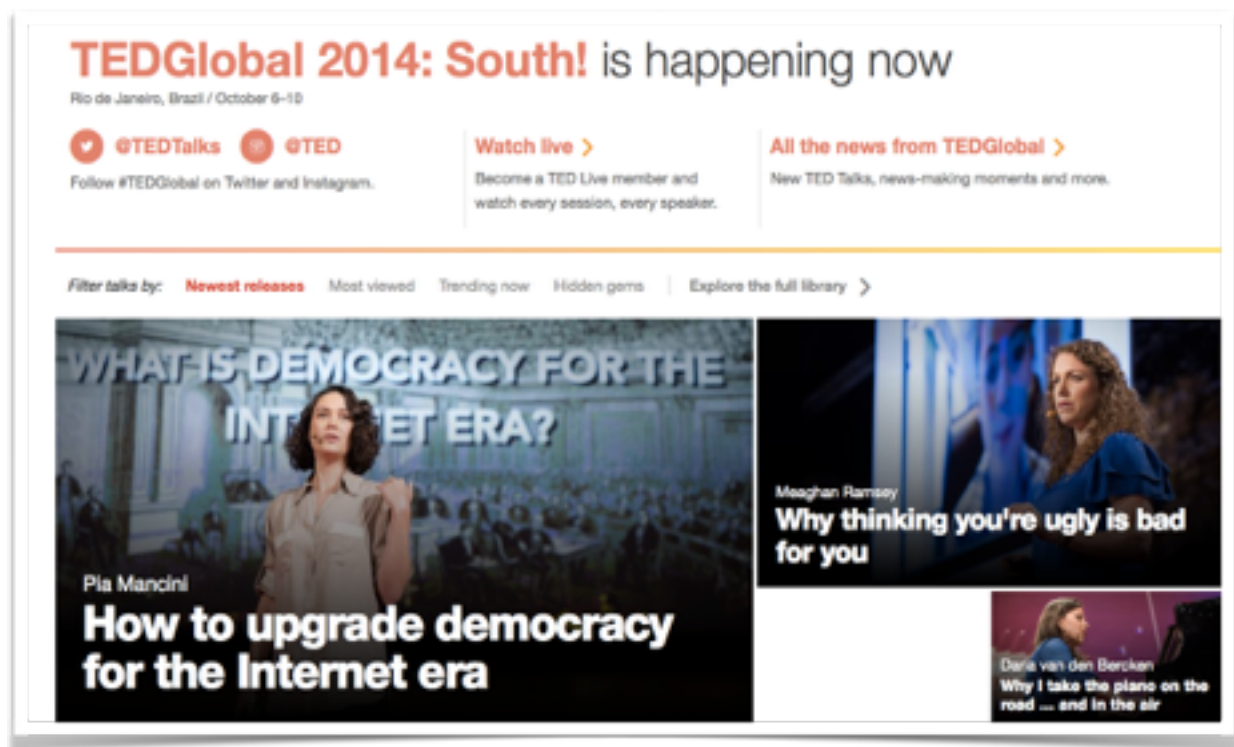 TEDGlobal 2014: South! is happening now
Rio de Janeiro, Brazil / October 6–10
@TEDTalks @TED
Follow #TEDGlobal on Twitter and Instagram.
Watch live >
Become a TED Live member and
watch every session, every speaker.
All the news from TEDGlobal >
New TED Talks, news-making moments and more.
Filter talks by: Newest releases Most viewed Trending now Hidden gems Explore the full library >
WHAT IS DEMOCRACY FOR THE
INT ET ERA?
Pia Mancini
How to upgrade democracy
for the Internet era
Meaghan Ramsey
Why thinking you're ugly is bad
for you
Daria van den Bercken
Why I take the piano on the
road ... and in the air